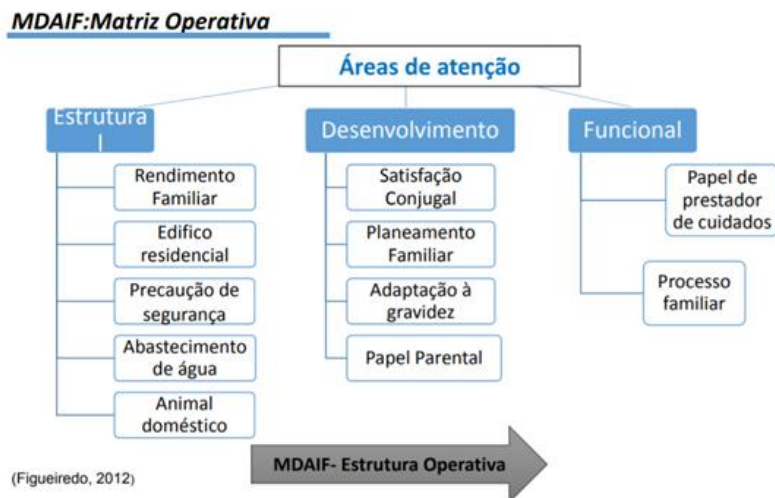 MDAIF:Matriz Operativa
Áreas de atenção
Estrutura
l
Rendimento
Familiar
Edifico
residencial
Precaução de
segurança
Abastecimento
de água
Animal
doméstico
Desenvolvimento
Satisfação
Conjugal
Planeamento
Familiar
Adaptação à
gravidez
Papel Parental
Funcional
Papel de
prestador
de cuidados
Processo
familiar
MDAIF- Estrutura Operativa
(Figueiredo, 2012)